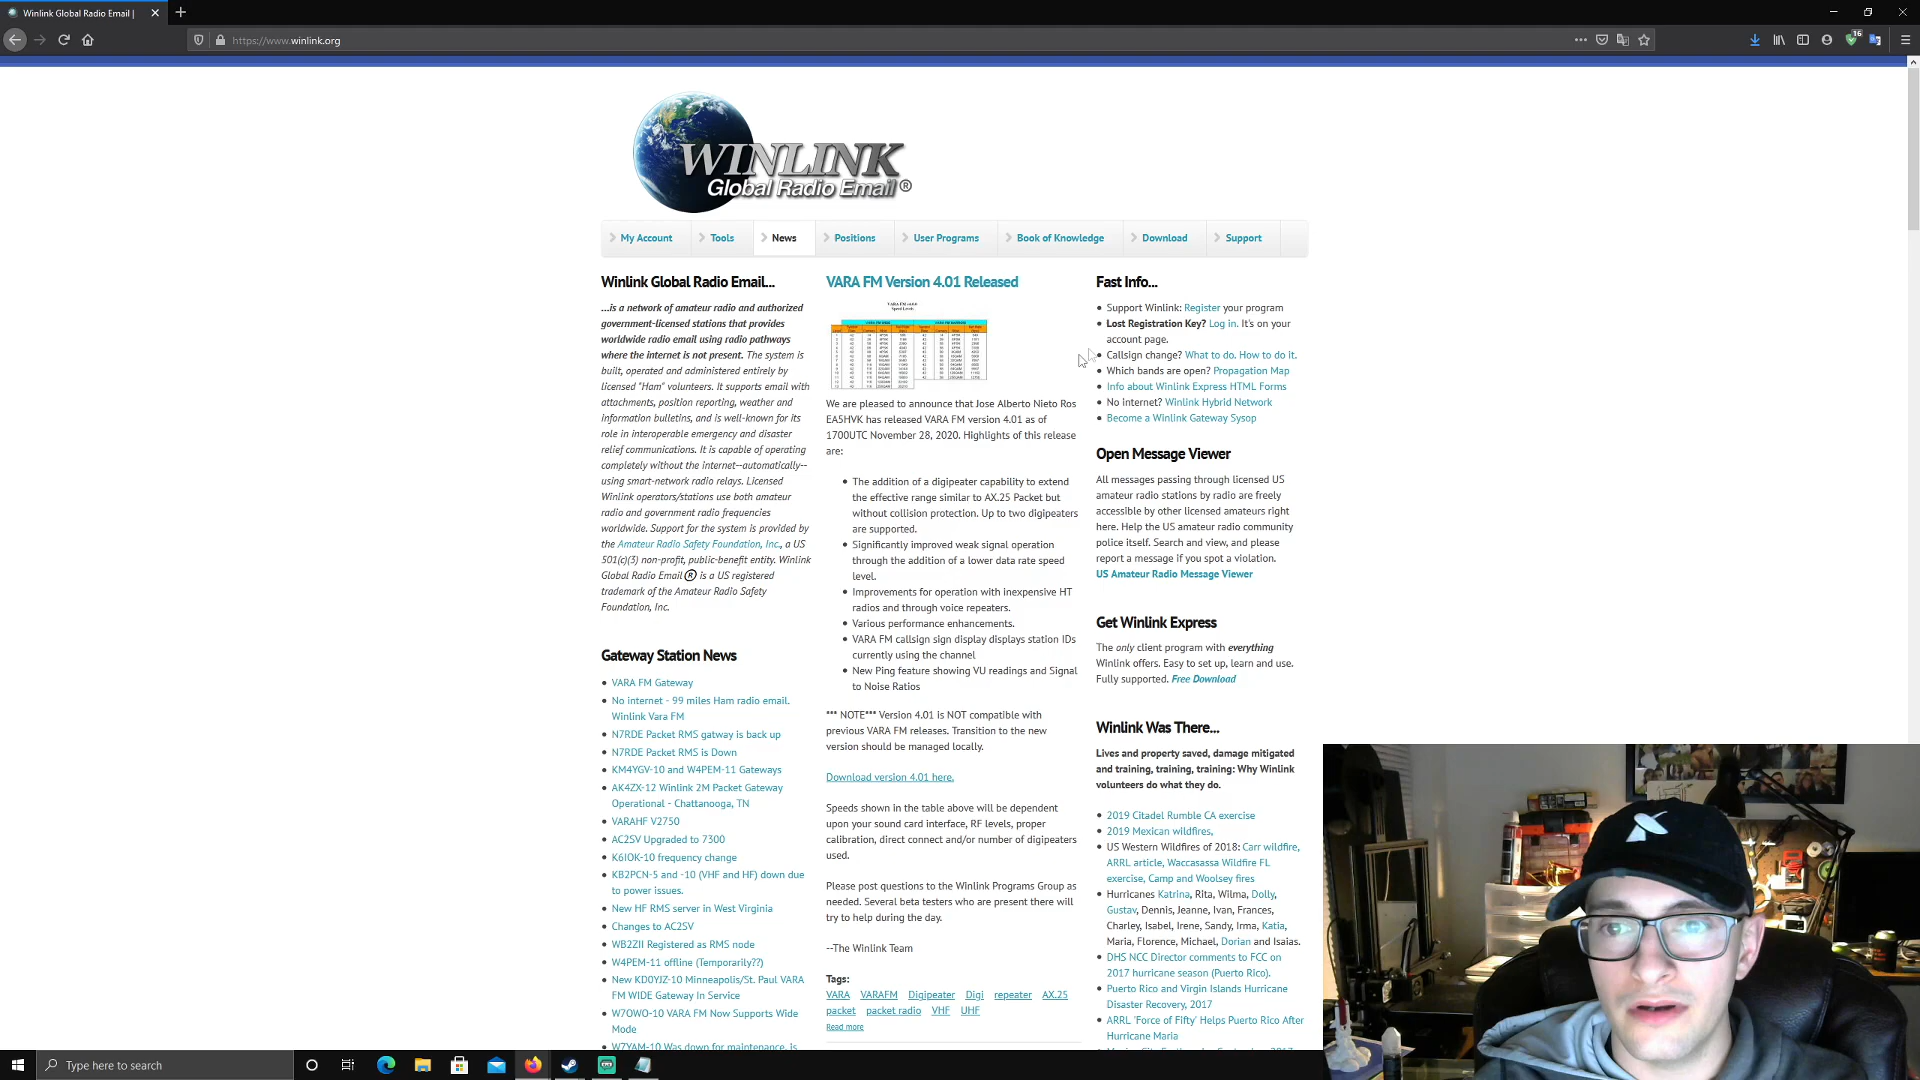 Winlink Global Radio Email |
https://www.winlink.org
16
WINLINK
Global Radio Email ®
My Account
Tools
News
Positions
User Programs
Book of Knowledge
Download
Support
Winlink Global Radio Email...
...is a network of amateur radio and authorized
government-licensed stations that provides
worldwide radio email using radio pathways
where the internet is not present. The system is
built, operated and administered entirely by
licensed "Ham" volunteers. It supports email with
attachments, position reporting, weather and
information bulletins, and is well-known for its
role in interoperable emergency and disaster
relief communications. It is capable of operating
completely without the internet--automatically--
using smart-network radio relays. Licensed
Winlink operators/stations use both amateur
radio and government radio frequencies
worldwide. Support for the system is provided by
the Amateur Radio Safety Foundation, Inc., a US
501(c)(3) non-profit, public-benefit entity. Winlink
Global Radio Email ® is a US registered
trademark of the Amateur Radio Safety
Foundation, Inc.
Gateway Station News
VARA FM Gateway
No internet - 99 miles Ham radio email.
Winlink Vara FM
N7RDE Packet RMS gatway is back up
N7RDE Packet RMS is Down
KM4YGV-10 and W4PEM-11 Gateways
AK4ZX-12 Winlink 2M Packet Gateway
Operational - Chattanooga, TN
VARAHF V2750
AC2SV Upgraded to 7300
K6IOK-10 frequency change
KB2PCN-5 and -10 (VHF and HF) down due
to power issues.
New HF RMS server in West Virginia
Changes to AC2SV
WB2ZII Registered as RMS node
W4PEM-11 offline (Temporarily??)
New KD0YJZ-10 Minneapolis/St. Paul VARA
FM WIDE Gateway In Service
W7OWO-10 VARA FM Now Supports Wide
Mode
W7YAM-10 Was down for maintenance, is
VARA FM Version 4.01 Released
We are pleased to announce that Jose Alberto Nieto Ros
EA5HVK has released VARA FM version 4.01 as of
1700UTC November 28, 2020. Highlights of this release
are:
The addition of a digipeater capability to extend
the effective range similar to AX.25 Packet but
without collision protection. Up to two digipeaters
are supported.
Significantly improved weak signal operation
through the addition of a lower data rate speed
level.
Improvements for operation with inexpensive HT
radios and through voice repeaters.
Various performance enhancements.
VARA FM callsign sign display displays station IDs
currently using the channel
New Ping feature showing VU readings and Signal
to Noise Ratios
*** NOTE*** Version 4.01 is NOT compatible with
previous VARA FM releases. Transition to the new
version should be managed locally.
Download version 4.01 here.
Speeds shown in the table above will be dependent
upon your sound card interface, RF levels, proper
calibration, direct connect and/or number of digipeaters
used.
Please post questions to the Winlink Programs Group as
needed. Several beta testers who are present there will
try to help during the day.
--The Winlink Team
Tags:
VARA VARAFM Digipeater Digi repeater AX.25
packet packet radio VHF UHF
Read more
Fast Info...
Support Winlink: Register your program
Lost Registration Key? Log in. It's on your
account page.
Callsign change? What to do. How to do it.
Which bands are open? Propagation Map
Info about Winlink Express HTML Forms
No internet? Winlink Hybrid Network
Become a Winlink Gateway Sysop
Open Message Viewer
All messages passing through licensed US
amateur radio stations by radio are freely
accessible by other licensed amateurs right
here. Help the US amateur radio community
police itself. Search and view, and please
report a message if you spot a violation.
US Amateur Radio Message Viewer
Get Winlink Express
The only client program with everything
Winlink offers. Easy to set up, learn and use.
Fully supported. Free Download
Winlink Was There...
Lives and property saved, damage mitigated
and training, training, training: Why Winlink
volunteers do what they do.
2019 Citadel Rumble CA exercise
2019 Mexican wildfires,
US Western Wildfires of 2018: Carr wildfire,
ARRL article, Waccasassa Wildfire FL
exercise, Camp and Woolsey fires
Hurricanes Katrina, Rita, Wilma, Dolly,
Gustav, Dennis, Jeanne, Ivan, Frances,
Charley, Isabel, Irene, Sandy, Irma, Katia,
Maria, Florence, Michael, Dorian and Isaias.
DHS NCC Director comments to FCC on
2017 hurricane season (Puerto Rico).
Puerto Rico and Virgin Islands Hurricane
Disaster Recovery, 2017
ARRL 'Force of Fifty' Helps Puerto Rico After
Hurricane Maria
Type here to search